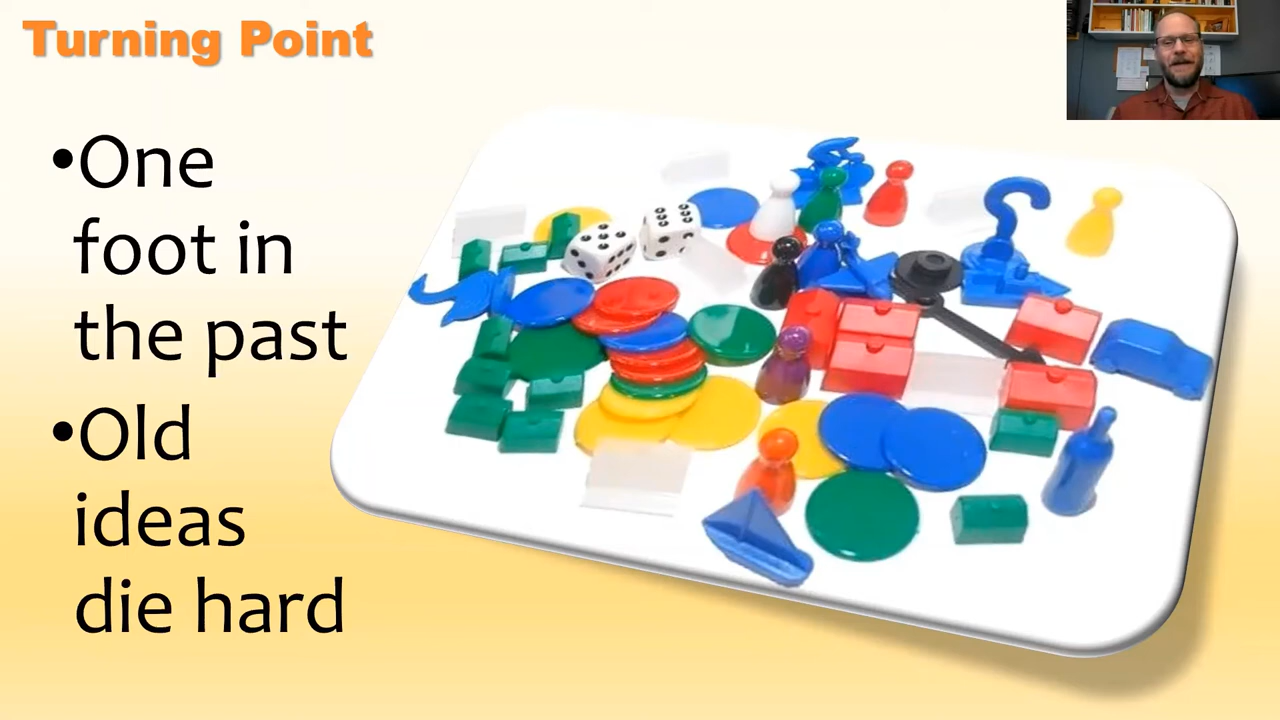 Turning Point
•One
foot in
the past
•Old
ideas
die hard